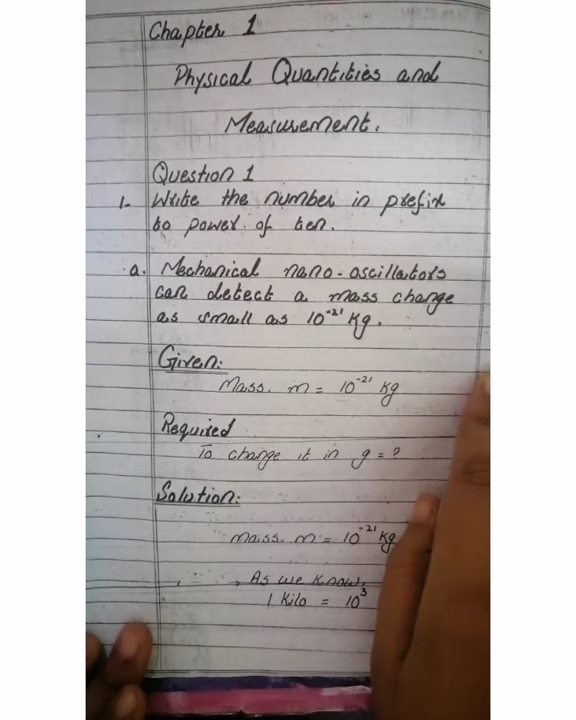 Chapter 1
Physical Quantities and
Measurement.
Question 1
1- Write the number in prefix
to power of ten.
a. Mechanical nano-oscillators
can detect a mass change
as small as 10⁻²¹ Kg.
Given:
Mass. m = 10⁻²¹ Kg
Required
To change it in g = ?
Solution:
mass. m = 10⁻²¹ Kg
As we know.
1 Kilo = 10³